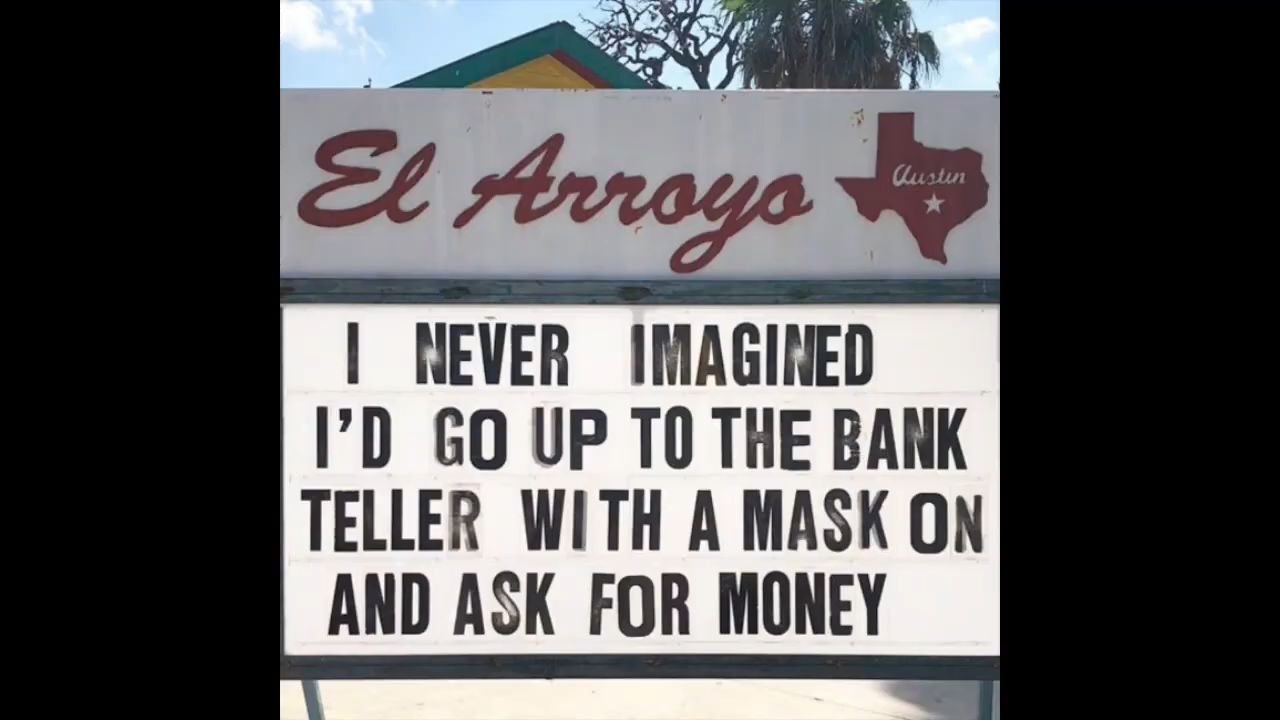 El Arroyo
Austin
I NEVER IMAGINED
I'D GO UP TO THE BANK
TELLER WITH A MASK ON
AND ASK FOR MONEY